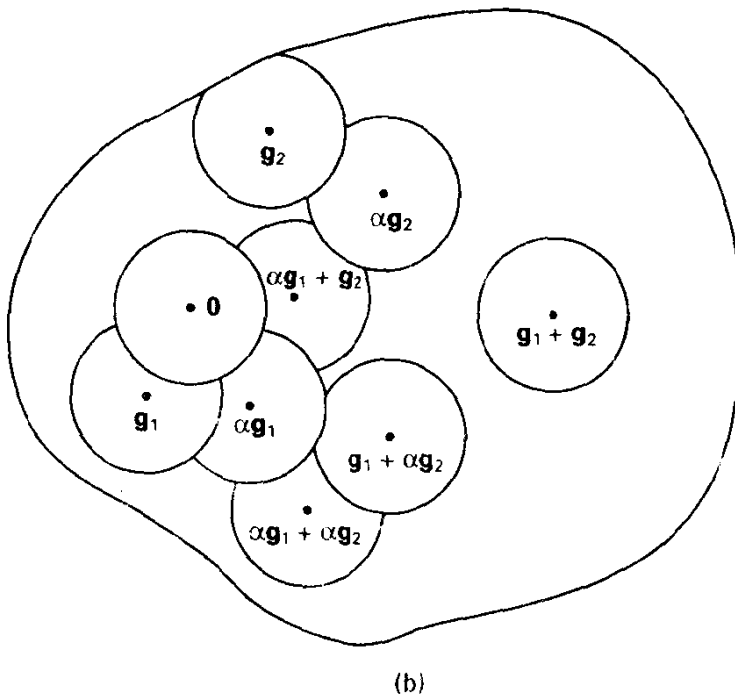 g₂
αg₂
αg₁ + g₂
0
g₁ + g₂
g₁
αg₁
g₁ + αg₂
αg₁ + αg₂
(b)